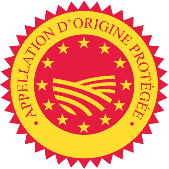 • APPELLATION D'ORIGINE PROTÉGÉE •